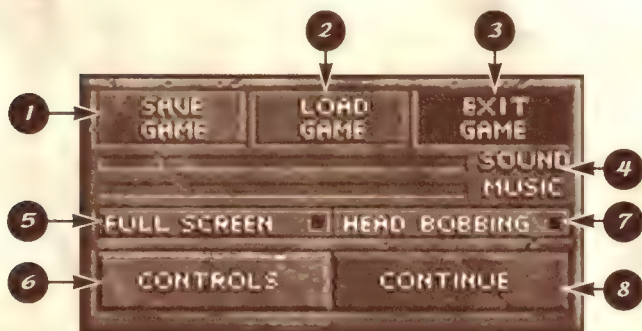 2
3
1
SAVE GAME
LOAD GAME
EXIT GAME
SOUND
4
MUSIC
5
FULL SCREEN
HEAD BOBBING
7
6
CONTROLS
CONTINUE
8